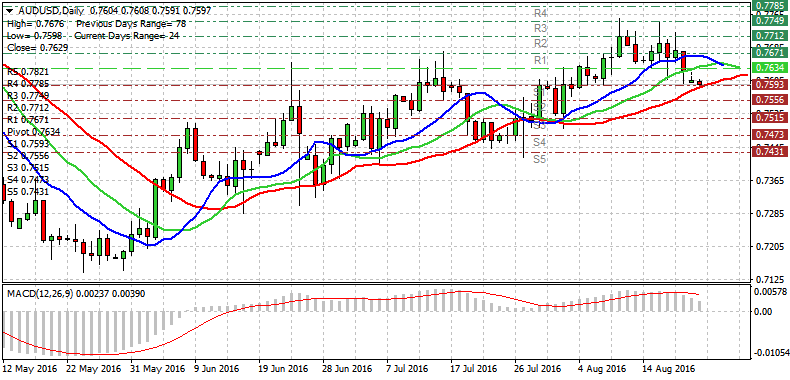 AUDUSD,Daily 0.7604 0.7608 0.7591 0.7597
High= 0.7676 Previous Days Range= 78
Low= 0.7598 Current Days Range= 24
Close= 0.7629
R5 0.7821
R4 0.7785
R3 0.7749
R2 0.7712
R1 0.7671
Pivot 0.7634
S1 0.7593
S2 0.7556
S3 0.7515
S4 0.7473
S5 0.7431
R4
R3
R2
R1
S3
S4
S5
0.7785
0.7749
0.7712
0.7671
0.7634
0.7593
0.7556
0.7515
0.7473
0.7431
0.7365
0.7285
0.7205
0.7125
MACD(12,26,9) 0.00237 0.00390
0.00578
0.00
-0.01054
12 May 2016
22 May 2016
31 May 2016
9 Jun 2016
19 Jun 2016
28 Jun 2016
7 Jul 2016
17 Jul 2016
26 Jul 2016
4 Aug 2016
14 Aug 2016